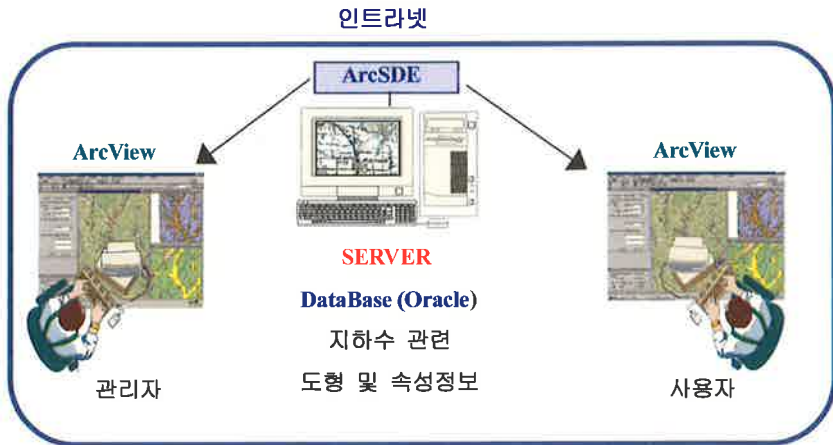 인트라넷
ArcSDE
ArcView
ArcView
SERVER
DataBase (Oracle)
지하수 관련
도형 및 속성정보
관리자
사용자